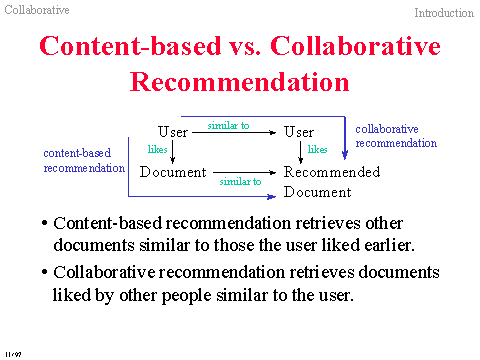 Collaborative
Introduction
Content-based vs. Collaborative
Recommendation
User similar to User
collaborative
recommendation
likes likes
content-based
recommendation
Document similar to Recommended
Document
• Content-based recommendation retrieves other
documents similar to those the user liked earlier.
• Collaborative recommendation retrieves documents
liked by other people similar to the user.
11/97